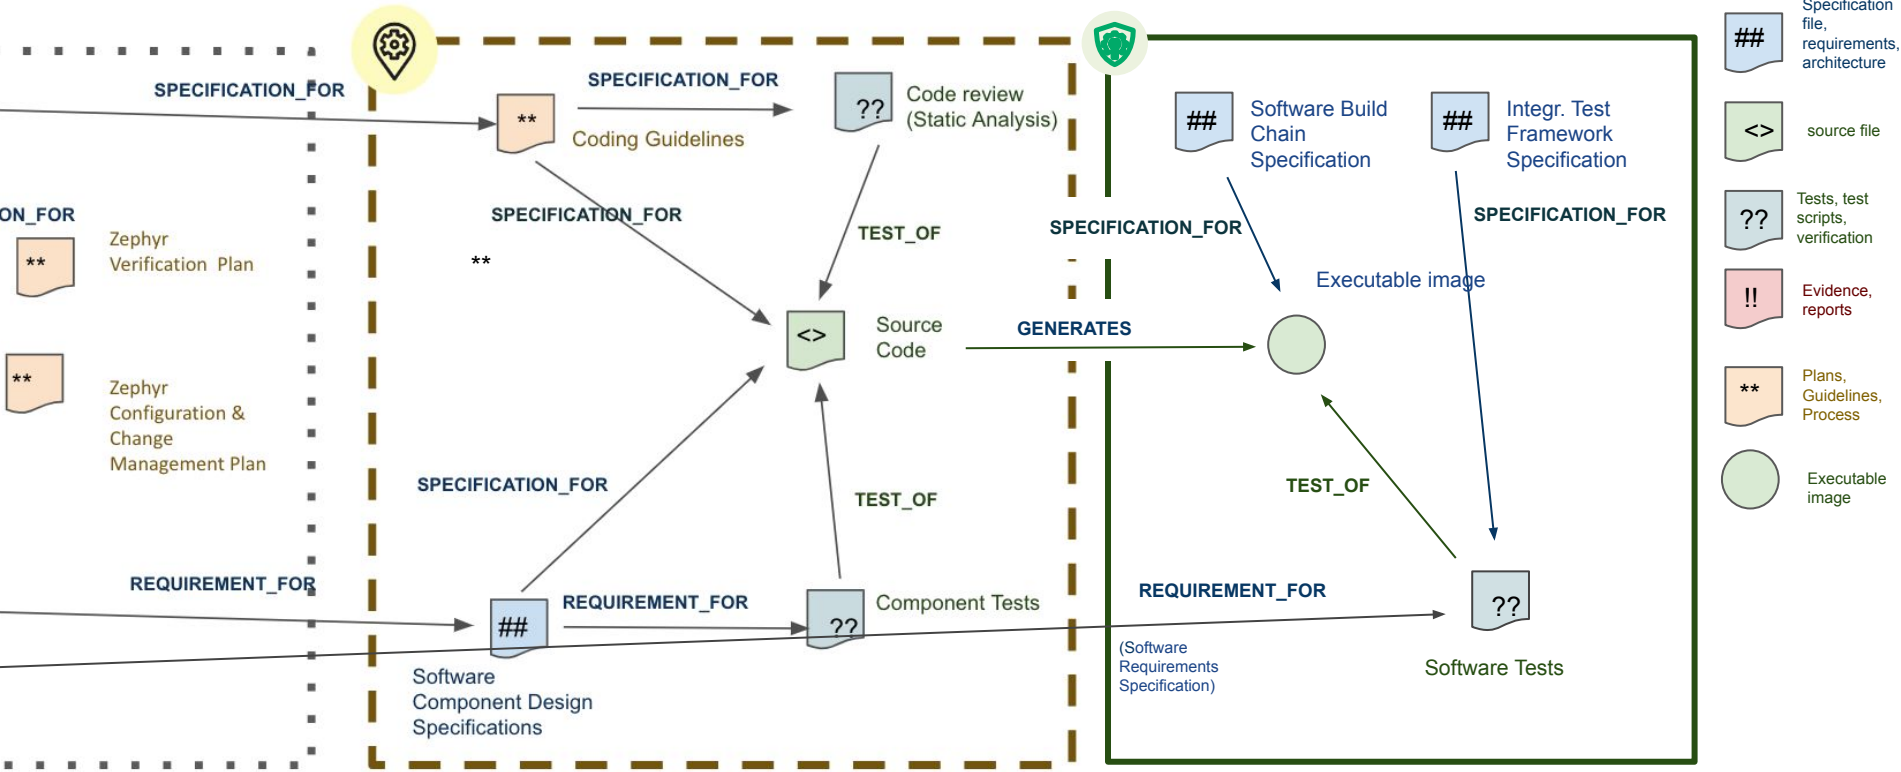 SPECIFICATION_FOR
ON_FOR
**
Zephyr
Verification Plan
**
Zephyr
Configuration &
Change
Management Plan
REQUIREMENT_FOR
**
Coding Guidelines
SPECIFICATION_FOR
??
Code review
(Static Analysis)
SPECIFICATION_FOR
**
TEST_OF
<>
Source
Code
GENERATES
SPECIFICATION_FOR
TEST_OF
##
REQUIREMENT_FOR
??
Component Tests
Software
Component Design
Specifications
##
Software Build
Chain
Specification
##
Integr. Test
Framework
Specification
SPECIFICATION_FOR
SPECIFICATION_FOR
Executable image
TEST_OF
REQUIREMENT_FOR
(Software
Requirements
Specification)
??
Software Tests
##
Specification
file,
requirements,
architecture
<>
source file
??
Tests, test
scripts,
verification
!!
Evidence,
reports
**
Plans,
Guidelines,
Process
Executable
image